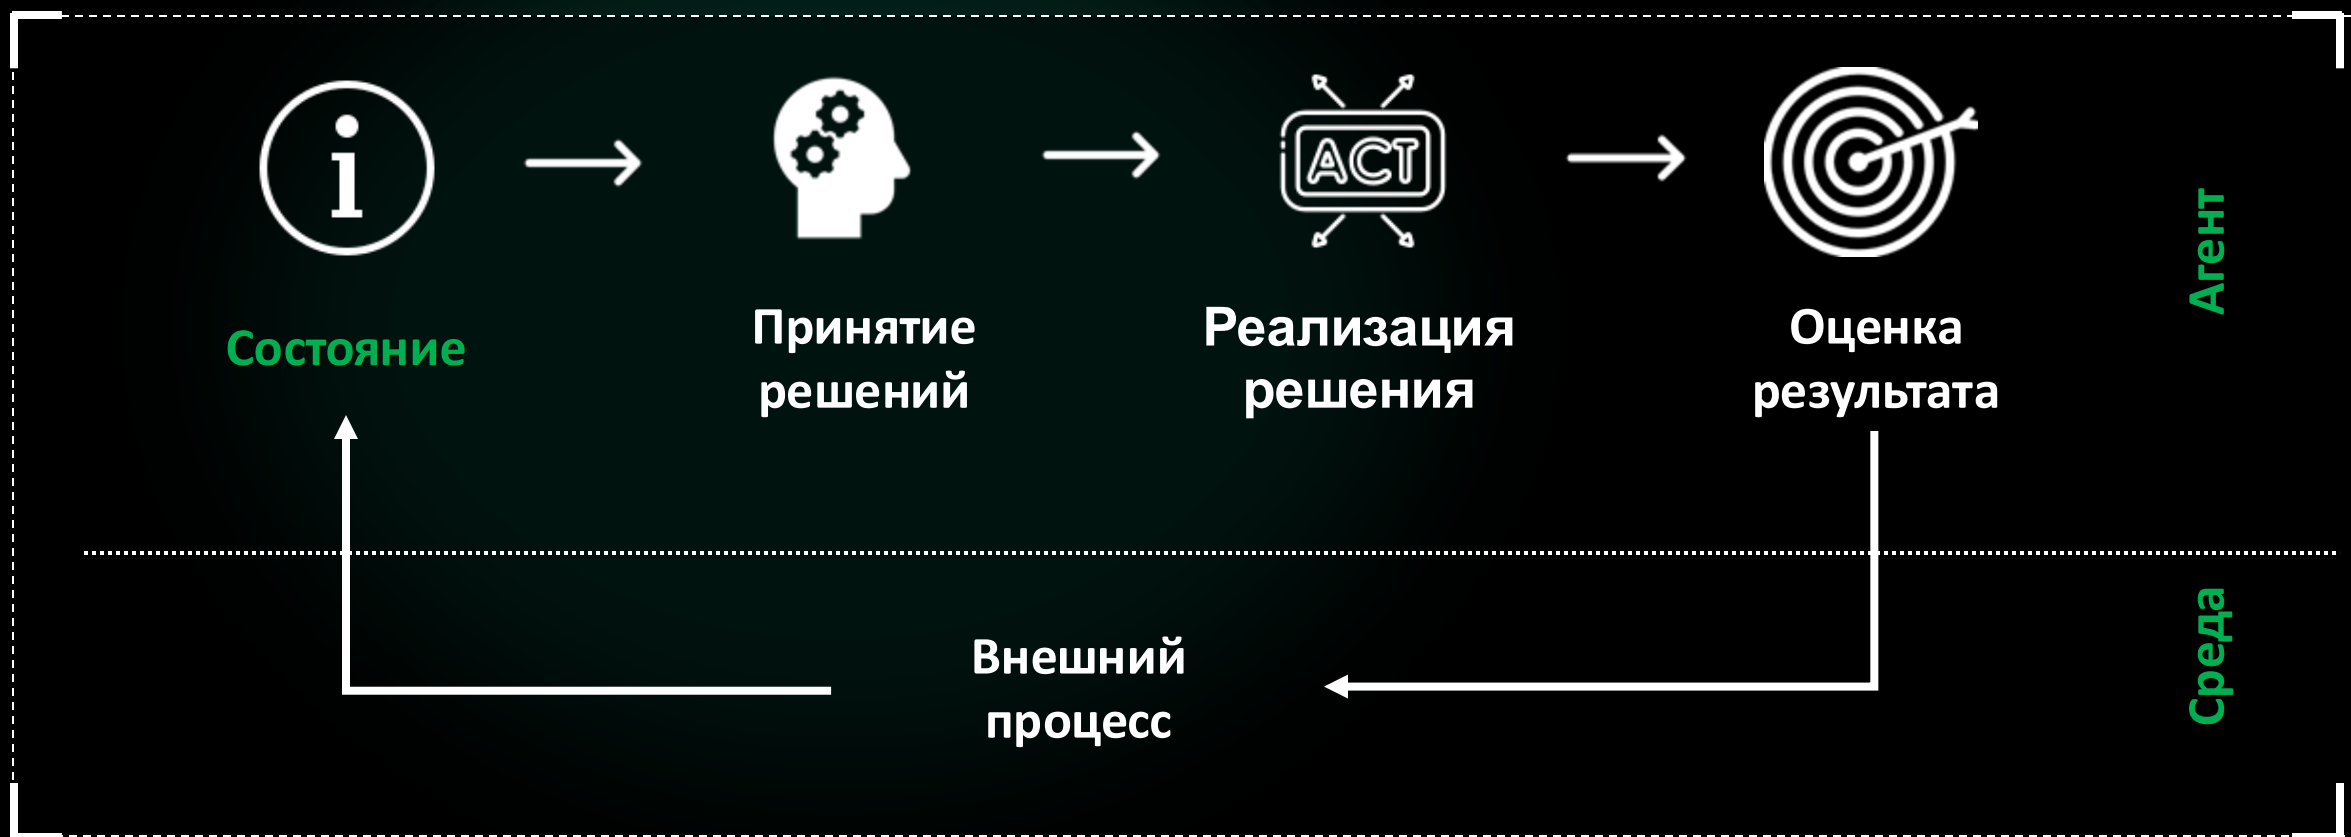 i
ACT
Состояние
Принятие
решений
Реализация
решения
Оценка
результата
Агент
Внешний
процесс
Среда